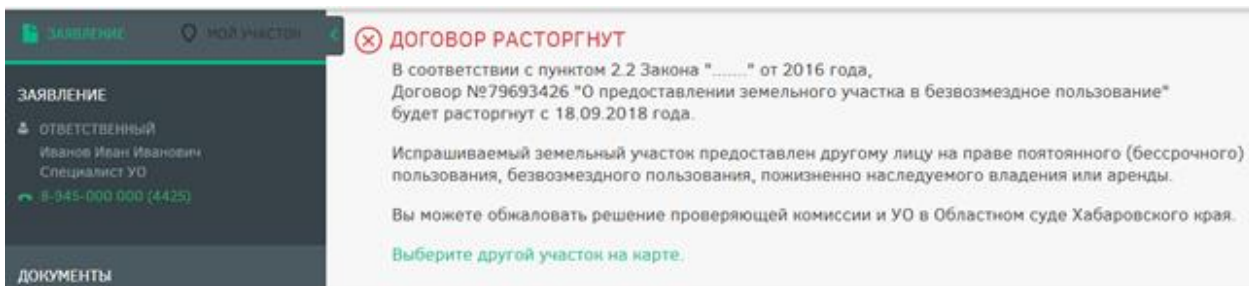 ЗАЯВЛЕНИЕ
МОЙ УЧАСТОК
ЗАЯВЛЕНИЕ
ОТВЕТСТВЕННЫЙ
Иванов Иван Иванович
Специалист УО
8-945-000 000 (4425)
ДОКУМЕНТЫ
ДОГОВОР РАСТОРГНУТ
В соответствии с пунктом 2.2 Закона "......." от 2016 года,
Договор №79693426 "О предоставлении земельного участка в безвозмездное пользование"
будет расторгнут с 18.09.2018 года.
Испрашиваемый земельный участок предоставлен другому лицу на праве поятоянного (бессрочного)
пользования, безвозмездного пользования, пожизненно наследуемого владения или аренды.
Вы можете обжаловать решение проверяющей комиссии и УО в Областном суде Хабаровского края.
Выберите другой участок на карте.